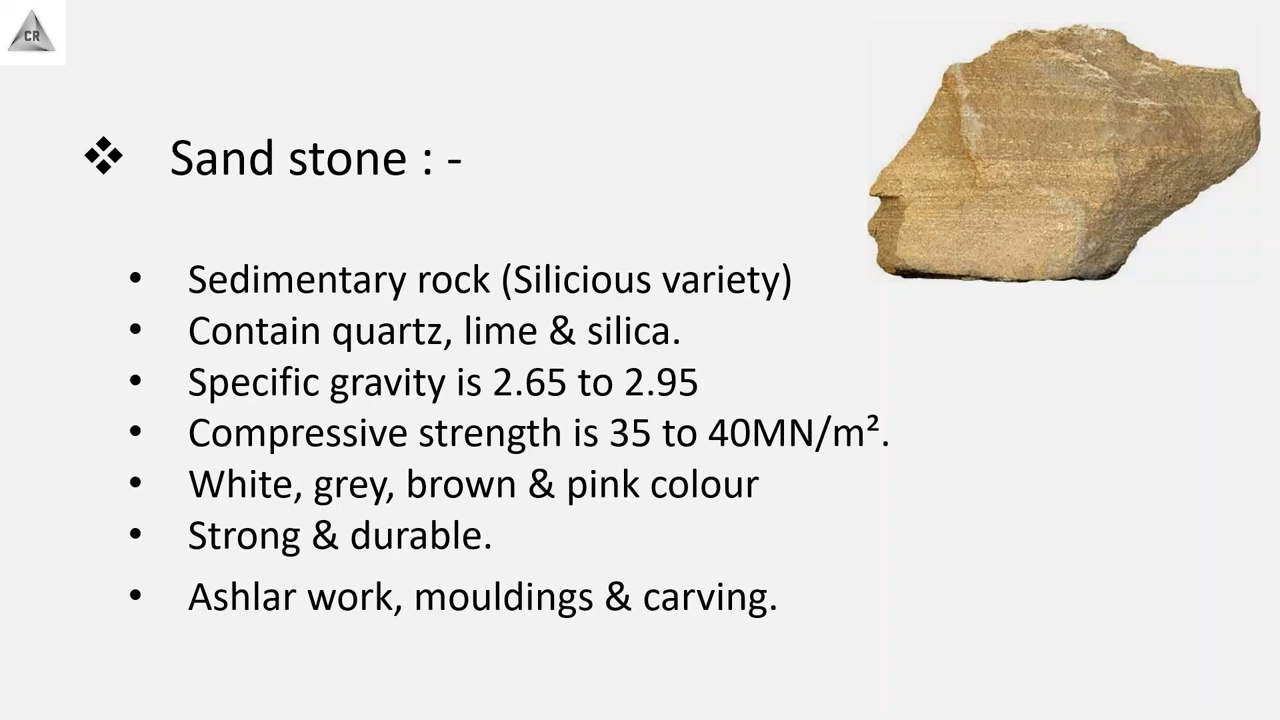 CR
❖ Sand stone : -
• Sedimentary rock (Silicious variety)
• Contain quartz, lime & silica.
• Specific gravity is 2.65 to 2.95
• Compressive strength is 35 to 40MN/m².
• White, grey, brown & pink colour
• Strong & durable.
• Ashlar work, mouldings & carving.